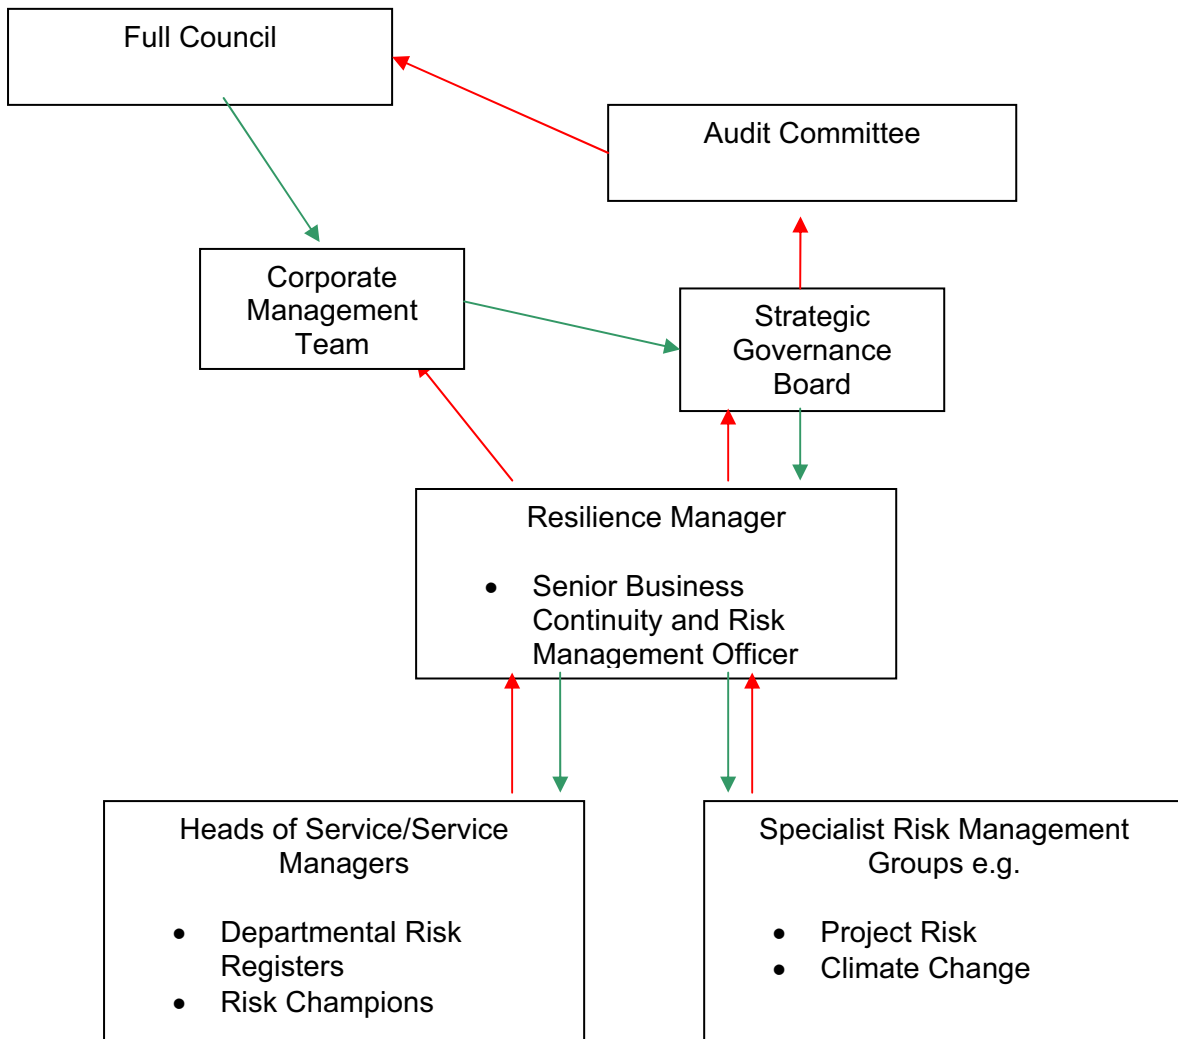 Full Council
Audit Committee
Corporate
Management
Team
Strategic
Governance
Board
Resilience Manager
• Senior Business
Continuity and Risk
Management Officer
Heads of Service/Service
Managers
• Departmental Risk
Registers
• Risk Champions
Specialist Risk Management
Groups e.g.
• Project Risk
• Climate Change